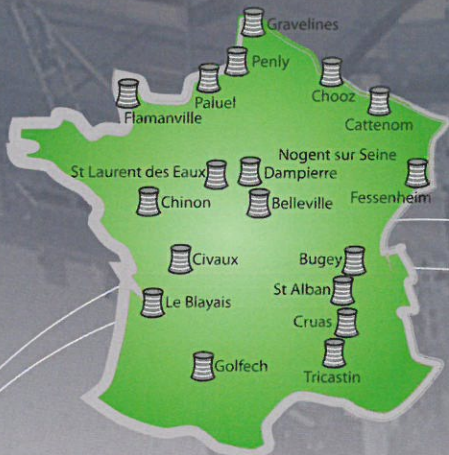 Gravelines
Penly
Paluel
Chooz
Flamanville
Cattenom
Nogent sur Seine
St Laurent des Eaux
Dampierre
Fessenheim
Chinon
Belleville
Civaux
Bugey
St Alban
Le Blayais
Cruas
Golfech
Tricastin